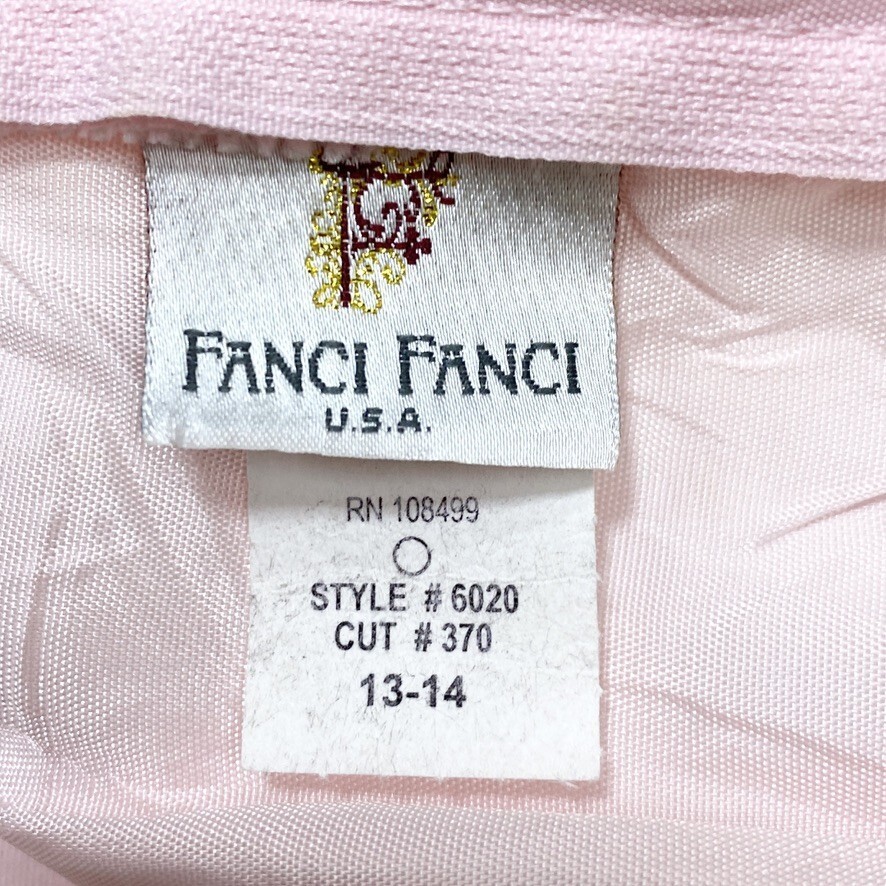 FANCI FANCI
U.S.A.
RN 108499
STYLE # 6020
CUT # 370
13-14